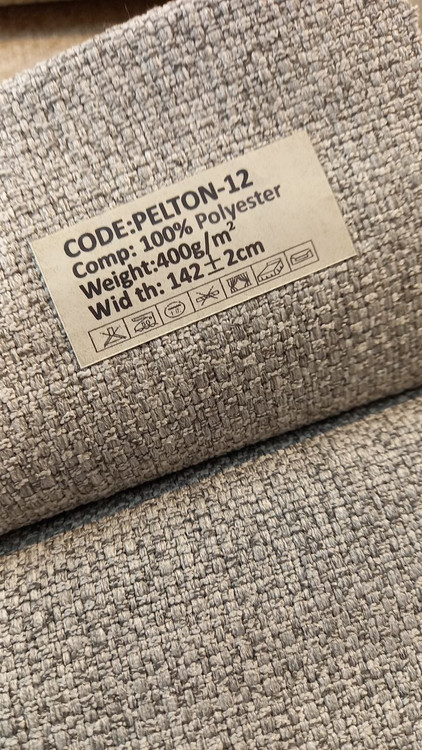 CODE:PELTON-12
Comp: 100% Polyester
Weight:400g/m²
Wid th: 142±2cm